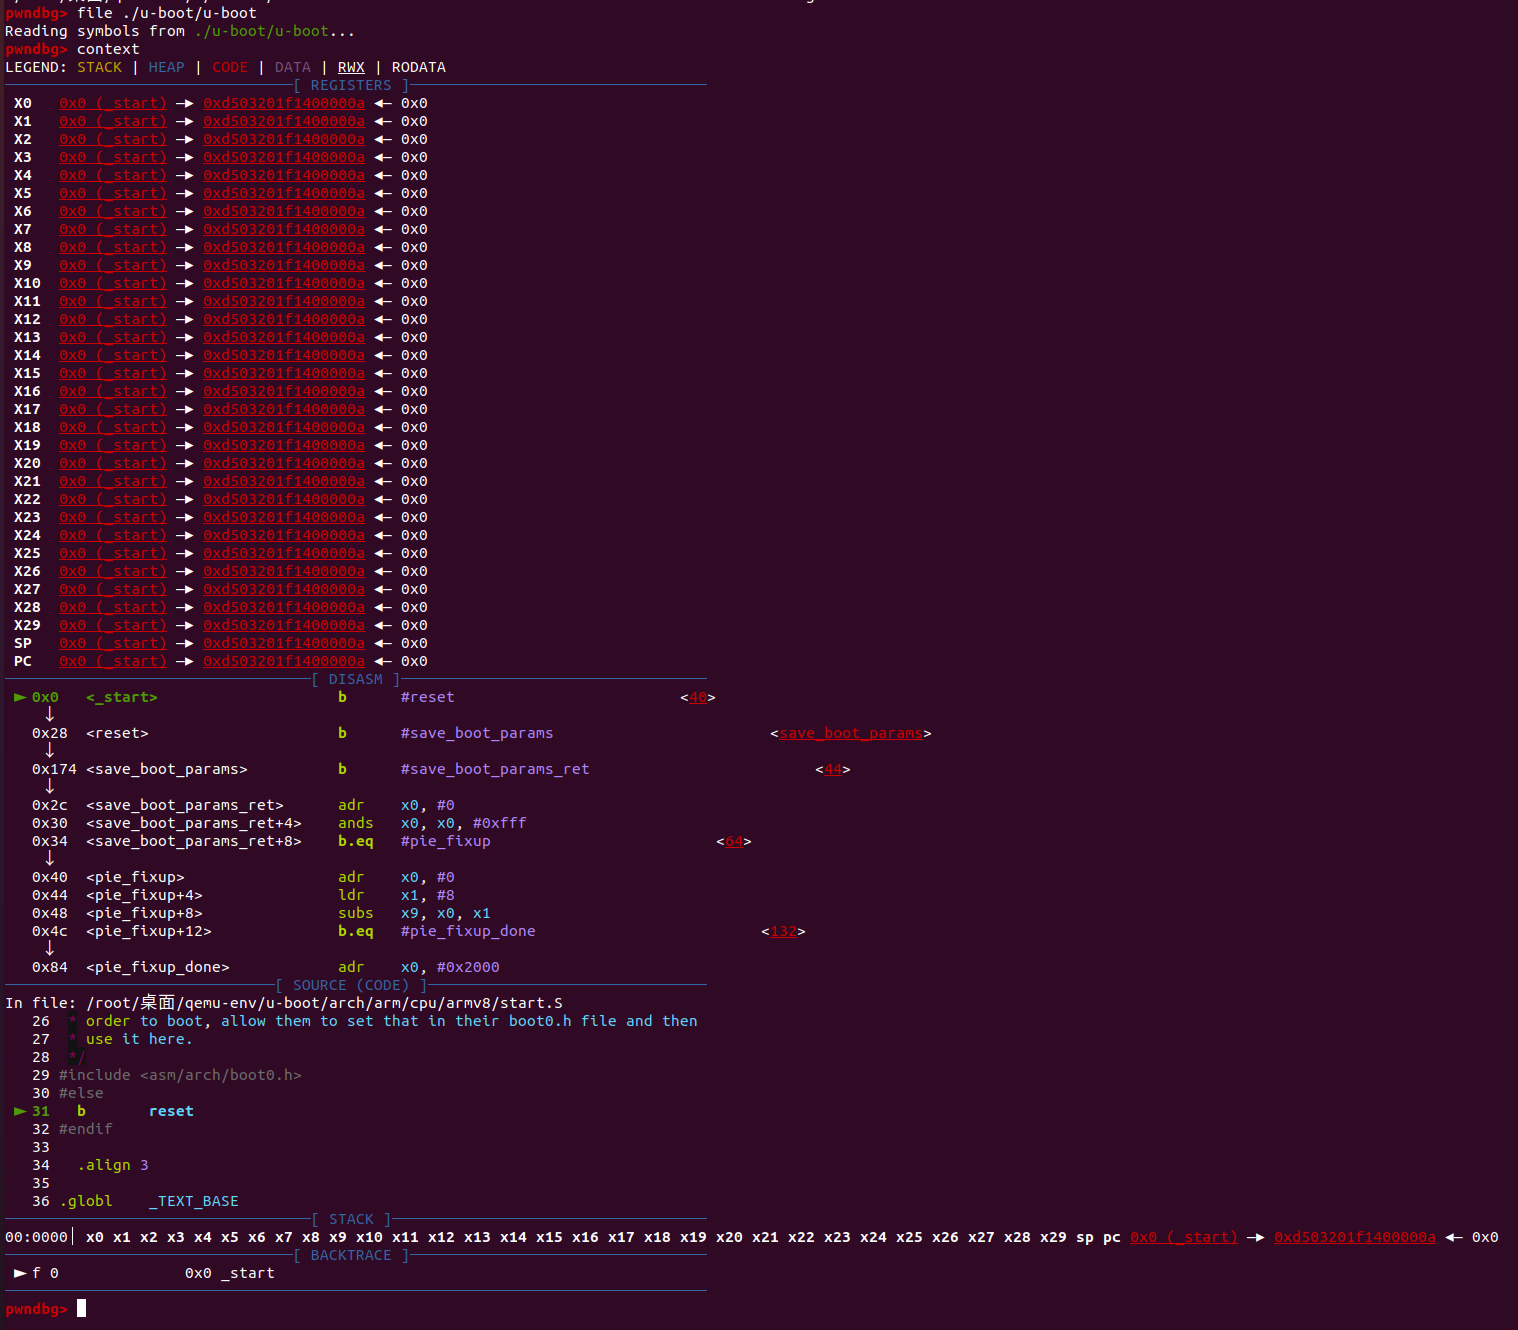 pwndbg> file ./u-boot/u-boot
Reading symbols from ./u-boot/u-boot...
pwndbg> context
LEGEND: STACK | HEAP | CODE | DATA | RWX | RODATA
[ REGISTERS ]
X0 0x0 (_start) —▸ 0xd503201f1400000a ◂— 0x0
X1 0x0 (_start) —▸ 0xd503201f1400000a ◂— 0x0
X2 0x0 (_start) —▸ 0xd503201f1400000a ◂— 0x0
X3 0x0 (_start) —▸ 0xd503201f1400000a ◂— 0x0
X4 0x0 (_start) —▸ 0xd503201f1400000a ◂— 0x0
X5 0x0 (_start) —▸ 0xd503201f1400000a ◂— 0x0
X6 0x0 (_start) —▸ 0xd503201f1400000a ◂— 0x0
X7 0x0 (_start) —▸ 0xd503201f1400000a ◂— 0x0
X8 0x0 (_start) —▸ 0xd503201f1400000a ◂— 0x0
X9 0x0 (_start) —▸ 0xd503201f1400000a ◂— 0x0
X10 0x0 (_start) —▸ 0xd503201f1400000a ◂— 0x0
X11 0x0 (_start) —▸ 0xd503201f1400000a ◂— 0x0
X12 0x0 (_start) —▸ 0xd503201f1400000a ◂— 0x0
X13 0x0 (_start) —▸ 0xd503201f1400000a ◂— 0x0
X14 0x0 (_start) —▸ 0xd503201f1400000a ◂— 0x0
X15 0x0 (_start) —▸ 0xd503201f1400000a ◂— 0x0
X16 0x0 (_start) —▸ 0xd503201f1400000a ◂— 0x0
X17 0x0 (_start) —▸ 0xd503201f1400000a ◂— 0x0
X18 0x0 (_start) —▸ 0xd503201f1400000a ◂— 0x0
X19 0x0 (_start) —▸ 0xd503201f1400000a ◂— 0x0
X20 0x0 (_start) —▸ 0xd503201f1400000a ◂— 0x0
X21 0x0 (_start) —▸ 0xd503201f1400000a ◂— 0x0
X22 0x0 (_start) —▸ 0xd503201f1400000a ◂— 0x0
X23 0x0 (_start) —▸ 0xd503201f1400000a ◂— 0x0
X24 0x0 (_start) —▸ 0xd503201f1400000a ◂— 0x0
X25 0x0 (_start) —▸ 0xd503201f1400000a ◂— 0x0
X26 0x0 (_start) —▸ 0xd503201f1400000a ◂— 0x0
X27 0x0 (_start) —▸ 0xd503201f1400000a ◂— 0x0
X28 0x0 (_start) —▸ 0xd503201f1400000a ◂— 0x0
X29 0x0 (_start) —▸ 0xd503201f1400000a ◂— 0x0
SP 0x0 (_start) —▸ 0xd503201f1400000a ◂— 0x0
PC 0x0 (_start) —▸ 0xd503201f1400000a ◂— 0x0
[ DISASM ]
► 0x0 <_start> b #reset <40>
↓
0x28 <reset> b #save_boot_params <save_boot_params>
↓
0x174 <save_boot_params> b #save_boot_params_ret <44>
↓
0x2c <save_boot_params_ret> adr x0, #0
0x30 <save_boot_params_ret+4> ands x0, x0, #0xfff
0x34 <save_boot_params_ret+8> b.eq #pie_fixup <64>
↓
0x40 <pie_fixup> adr x0, #0
0x44 <pie_fixup+4> ldr x1, #8
0x48 <pie_fixup+8> subs x9, x0, x1
0x4c <pie_fixup+12> b.eq #pie_fixup_done <132>
↓
0x84 <pie_fixup_done> adr x0, #0x2000
[ SOURCE (CODE) ]
In file: /root/桌面/qemu-env/u-boot/arch/arm/cpu/armv8/start.S
26 * order to boot, allow them to set that in their boot0.h file and then
27 * use it here.
28 */
29 #include <asm/arch/boot0.h>
30 #else
► 31 b reset
32 #endif
33
34 .align 3
35
36 .globl _TEXT_BASE
[ STACK ]
00:0000│ x0 x1 x2 x3 x4 x5 x6 x7 x8 x9 x10 x11 x12 x13 x14 x15 x16 x17 x18 x19 x20 x21 x22 x23 x24 x25 x26 x27 x28 x29 sp pc 0x0 (_start) —▸ 0xd503201f1400000a ◂— 0x0
[ BACKTRACE ]
► f 0 0x0 _start
pwndbg>